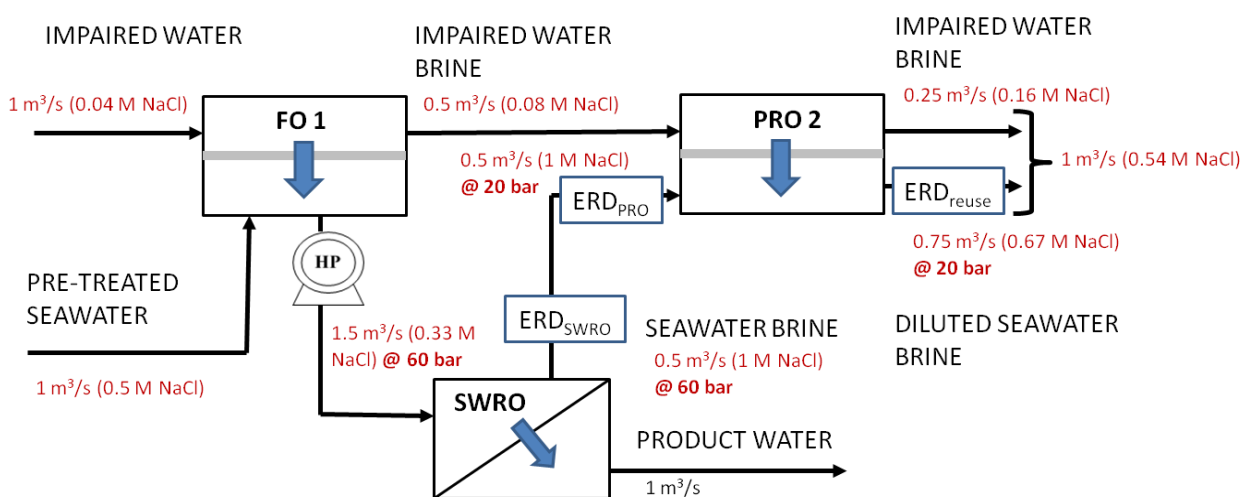 IMPAIRED WATER
1 m³/s (0.04 M NaCl)
FO 1
IMPAIRED WATER
BRINE
0.5 m³/s (0.08 M NaCl)
0.5 m³/s (1 M NaCl)
@ 20 bar
ERD_PRO
PRO 2
IMPAIRED WATER
BRINE
0.25 m³/s (0.16 M NaCl)
1 m³/s (0.54 M NaCl)
ERD_reuse
0.75 m³/s (0.67 M NaCl)
@ 20 bar
DILUTED SEAWATER
BRINE
HP
PRE-TREATED
SEAWATER
1 m³/s (0.5 M NaCl)
1.5 m³/s (0.33 M
NaCl) @ 60 bar
ERD_SWRO
SEAWATER BRINE
0.5 m³/s (1 M NaCl)
@ 60 bar
SWRO
PRODUCT WATER
1 m³/s